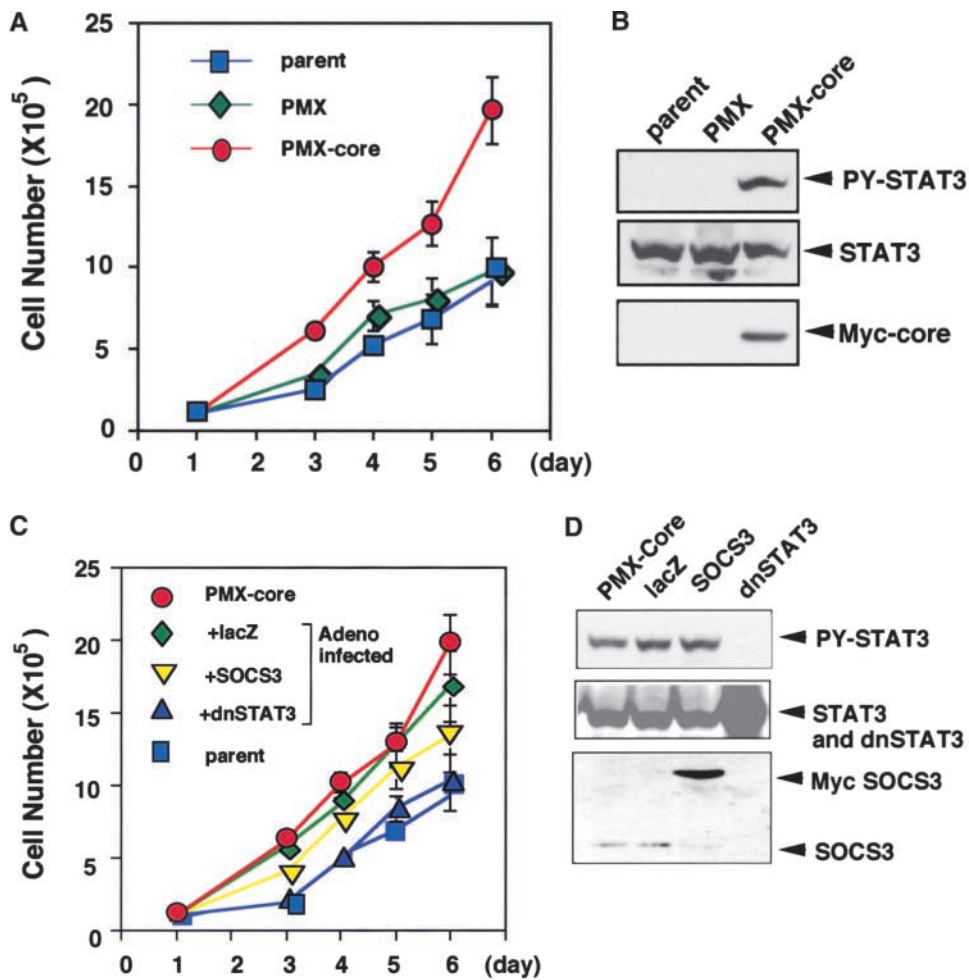 A
Cell Number (X10⁵)
25
20
15
10
5
0
0 1 2 3 4 5 6 (day)
parent
PMX
PMX-core
B
parent PMX PMX-core
PY-STAT3
STAT3
Myc-core
C
Cell Number (X10⁵)
25
20
15
10
5
0
0 1 2 3 4 5 6 (day)
PMX-core
+lacZ
+SOCS3
+dnSTAT3
parent
Adeno
infected
D
PMX-Core lacZ SOCS3 dnSTAT3
PY-STAT3
STAT3
and dnSTAT3
Myc SOCS3
SOCS3